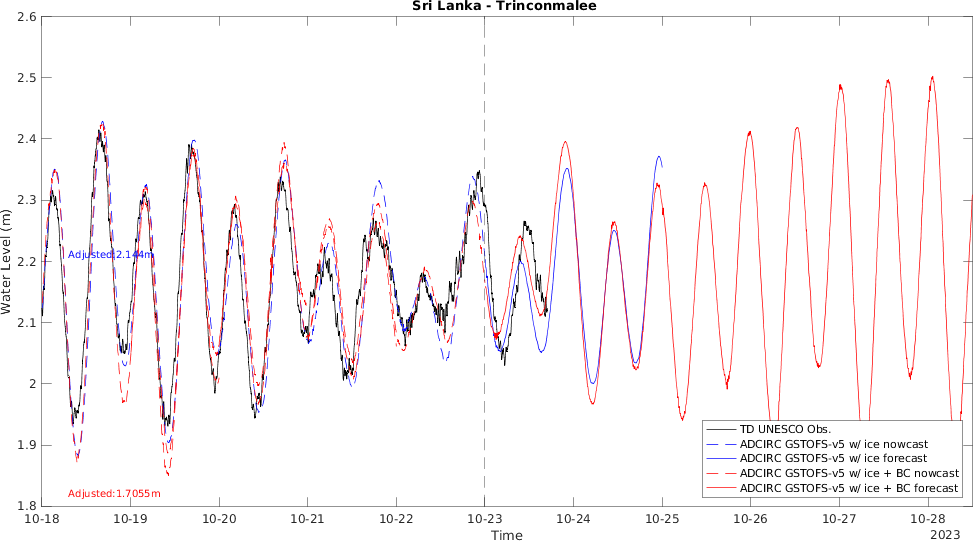 Sri Lanka - Trinconmalee
2.6
2.5
2.4
2.3
2.2
2.1
2
1.9
1.8
Water Level (m)
Adjusted:2.144m
Adjusted:1.7055m
TD UNESCO Obs.
ADCIRC GSTOFS-v5 w/ ice nowcast
ADCIRC GSTOFS-v5 w/ ice forecast
ADCIRC GSTOFS-v5 w/ ice + BC nowcast
ADCIRC GSTOFS-v5 w/ ice + BC forecast
10-18 10-19 10-20 10-21 10-22 10-23 10-24 10-25 10-26 10-27 10-28
2023
Time